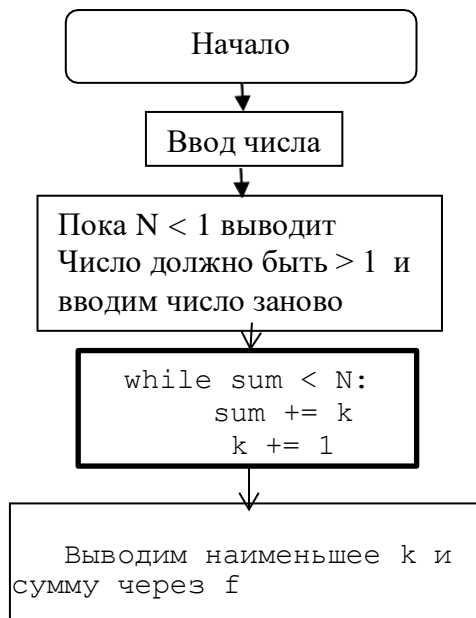 Начало
Ввод числа
Пока N < 1 выводит
Число должно быть > 1 и
вводим число заново
while sum < N:
sum += k
k += 1
Выводим наименьшее k и
сумму через f